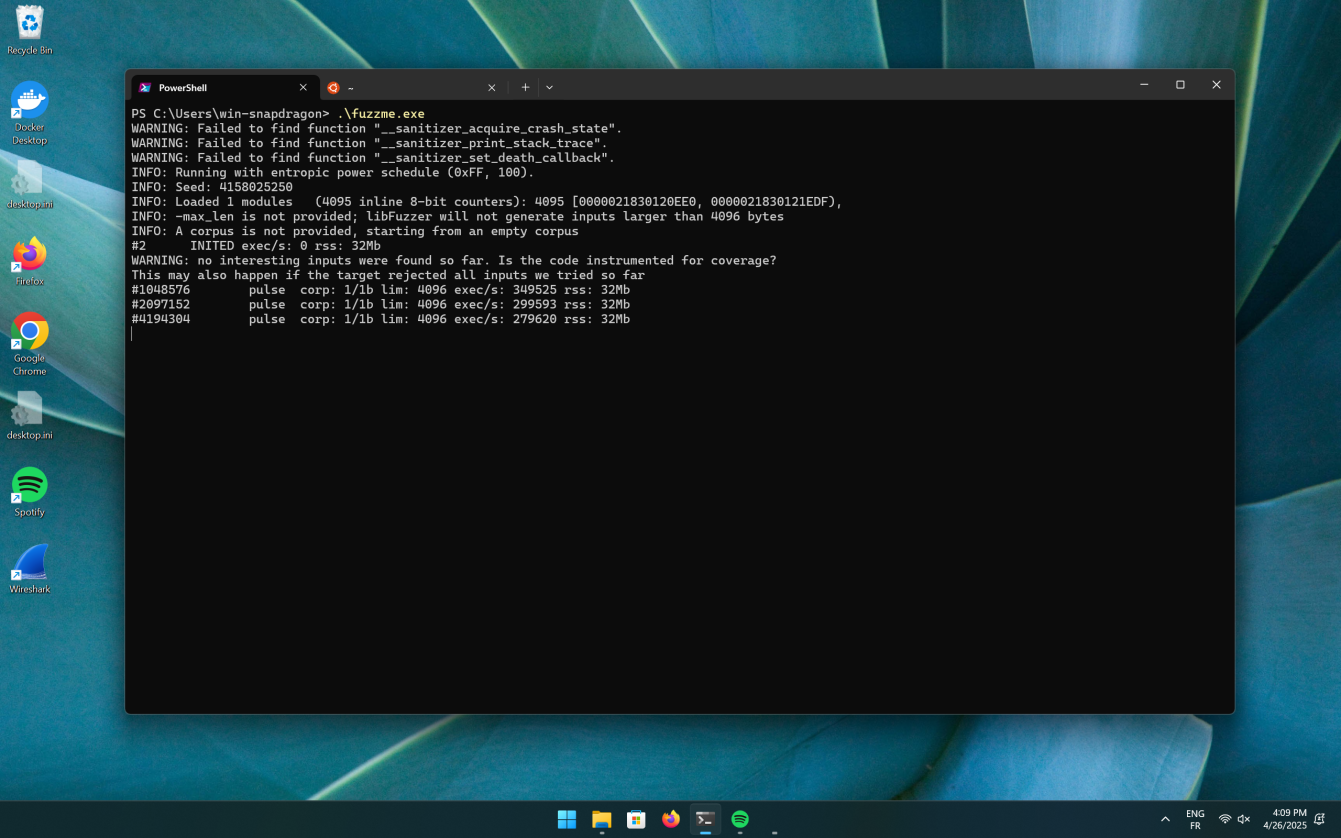 Recycle Bin
Docker
Desktop
desktop.ini
Firefox
Google
Chrome
desktop.ini
Spotify
Wireshark
PowerShell
~
PS C:\Users\win-snapdragon> .\fuzzme.exe
WARNING: Failed to find function "__sanitizer_acquire_crash_state".
WARNING: Failed to find function "__sanitizer_print_stack_trace".
WARNING: Failed to find function "__sanitizer_set_death_callback".
INFO: Running with entropic power schedule (0xFF, 100).
INFO: Seed: 4158025250
INFO: Loaded 1 modules   (4095 inline 8-bit counters): 4095 [0000021830120EE0, 0000021830121EDF),
INFO: -max_len is not provided; libFuzzer will not generate inputs larger than 4096 bytes
INFO: A corpus is not provided, starting from an empty corpus
#2      INITED exec/s: 0 rss: 32Mb
WARNING: no interesting inputs were found so far. Is the code instrumented for coverage?
This may also happen if the target rejected all inputs we tried so far
#1048576        pulse  corp: 1/1b lim: 4096 exec/s: 349525 rss: 32Mb
#2097152        pulse  corp: 1/1b lim: 4096 exec/s: 299593 rss: 32Mb
#4194304        pulse  corp: 1/1b lim: 4096 exec/s: 279620 rss: 32Mb
ENG
FR
4:09 PM
4/26/2025